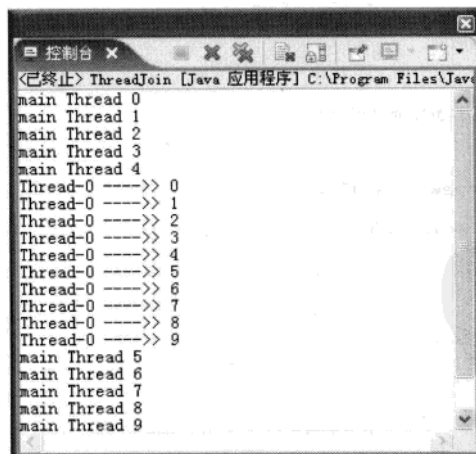 控制台
<已终止> ThreadJoin [Java 应用程序] C:\Program Files\Jav
main Thread 0
main Thread 1
main Thread 2
main Thread 3
main Thread 4
Thread-0 ---->> 0
Thread-0 ---->> 1
Thread-0 ---->> 2
Thread-0 ---->> 3
Thread-0 ---->> 4
Thread-0 ---->> 5
Thread-0 ---->> 6
Thread-0 ---->> 7
Thread-0 ---->> 8
Thread-0 ---->> 9
main Thread 5
main Thread 6
main Thread 7
main Thread 8
main Thread 9